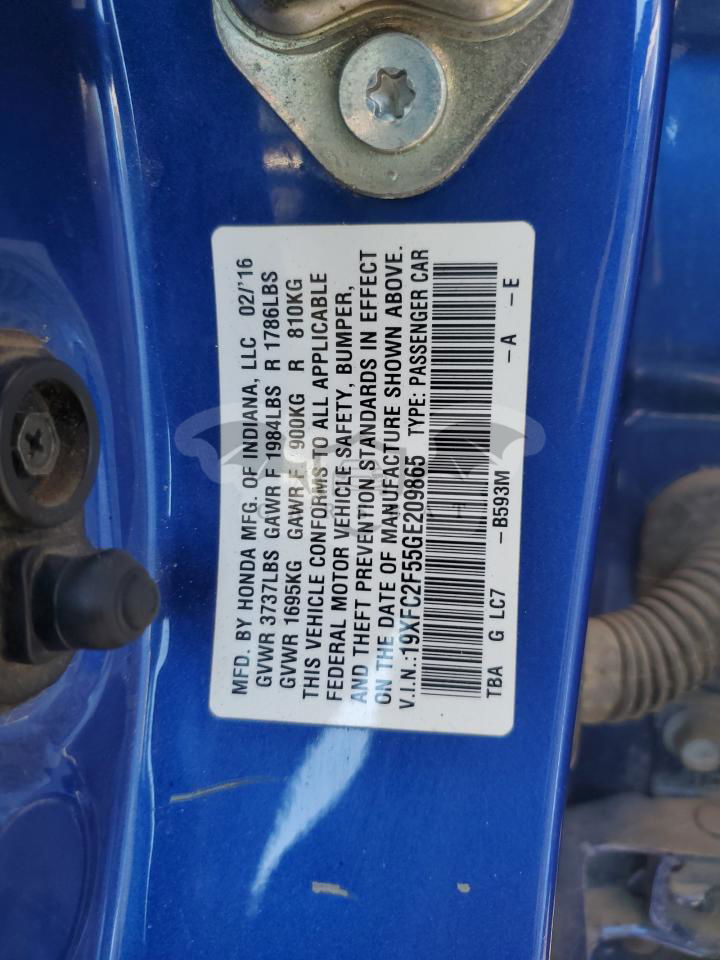 MFD. BY HONDA MFG. OF INDIANA, LLC 02/'16
GVWR 3737LBS GAWR F 1984LBS R 1786LBS
GVWR 1695KG GAWR F 900KG R 810KG
THIS VEHICLE CONFORMS TO ALL APPLICABLE
FEDERAL MOTOR VEHICLE SAFETY, BUMPER,
AND THEFT PREVENTION STANDARDS IN EFFECT
ON THE DATE OF MANUFACTURE SHOWN ABOVE.
V.I.N.:19XFC2F55GE209865 TYPE: PASSENGER CAR
TBA G LC7 -B593M -A -E